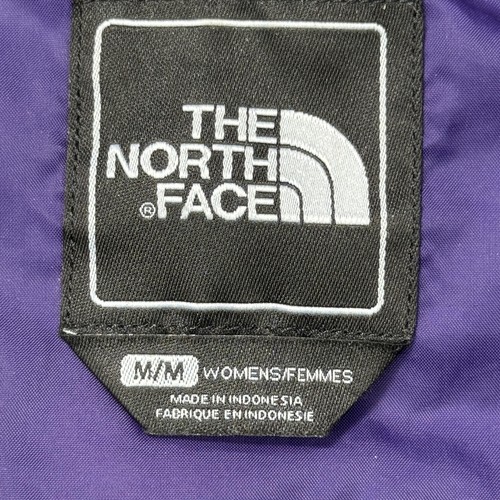 THE
NORTH
® FACE
M/M WOMENS/FEMMES
MADE IN INDONESIA
FABRIQUE EN INDONESIE